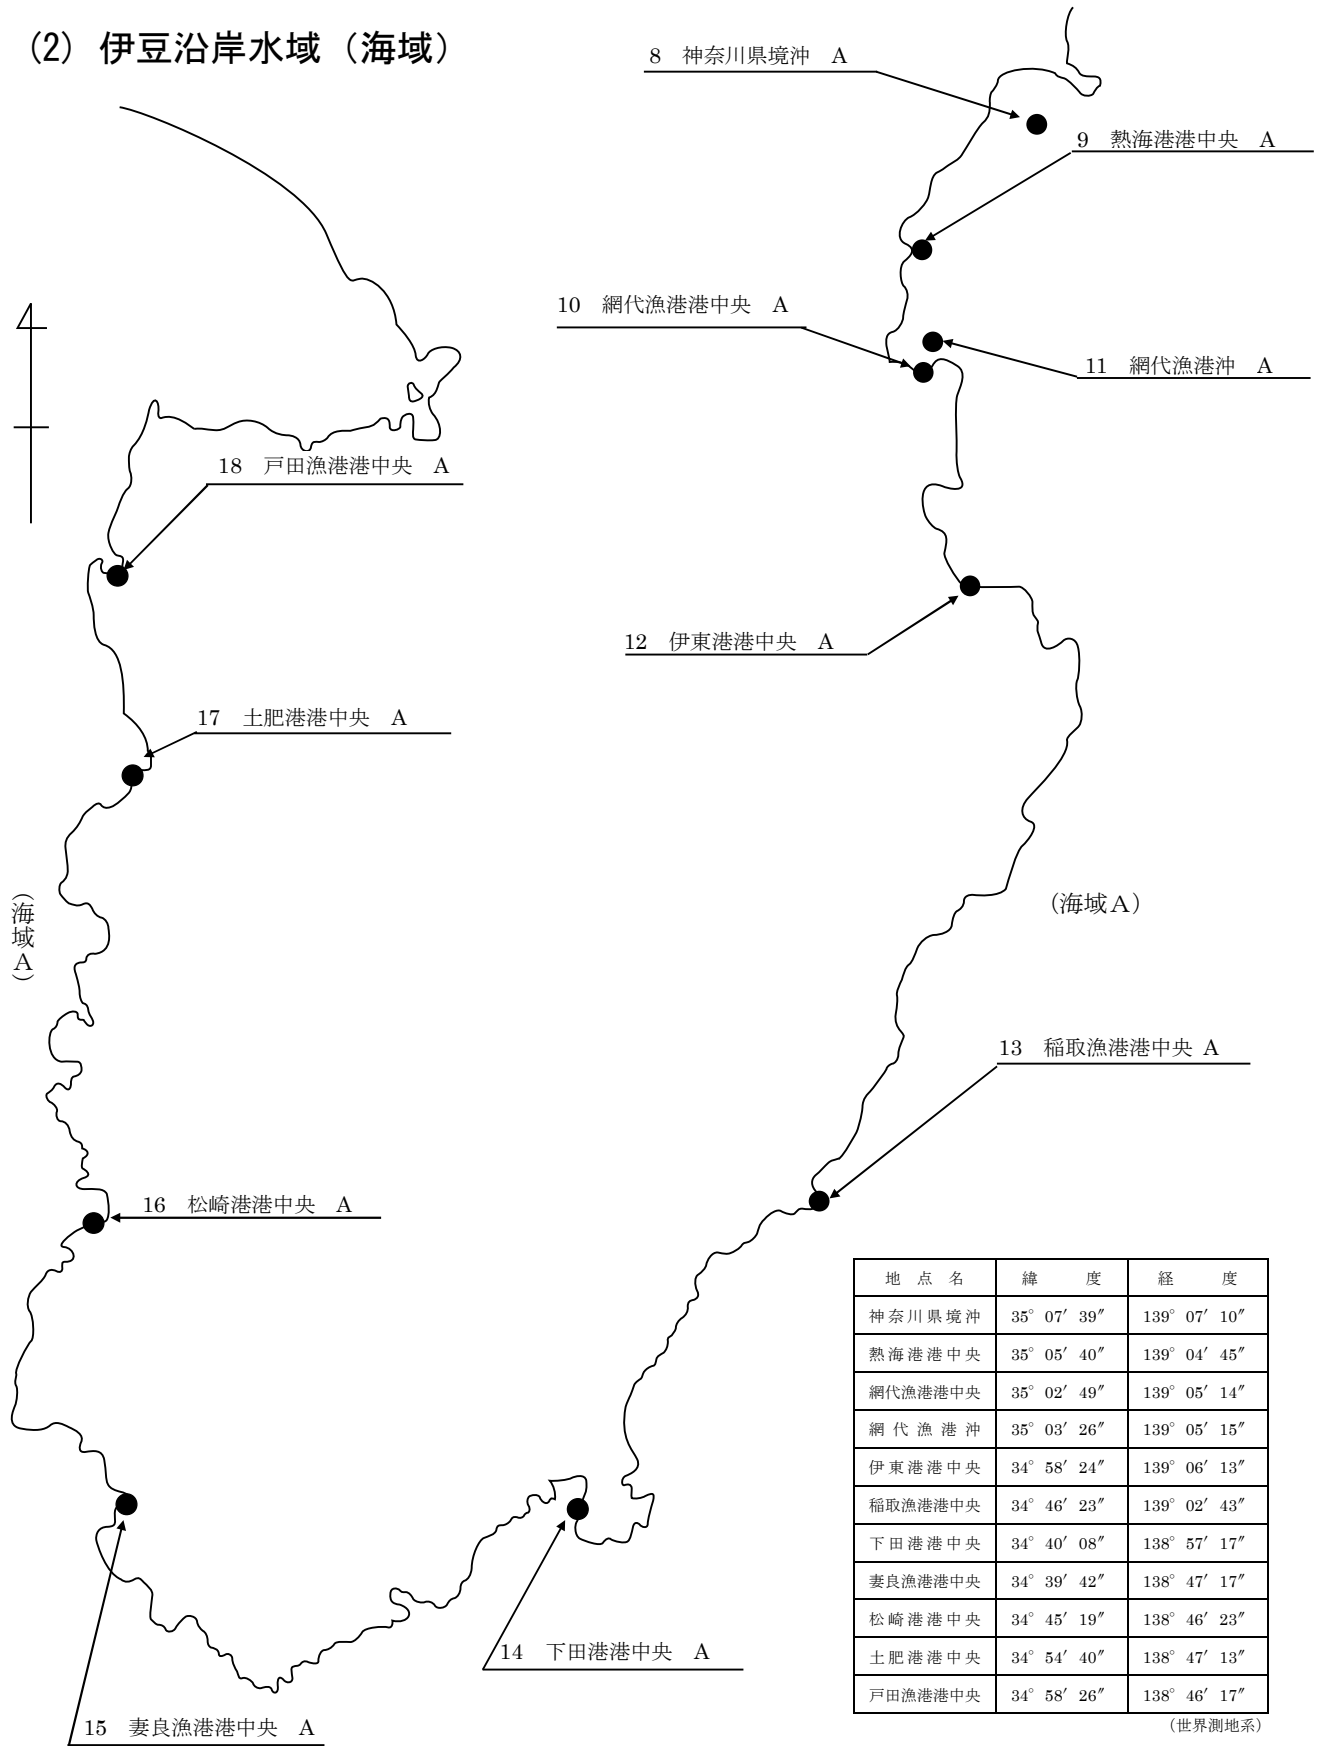 (2) 伊豆沿岸水域（海域）
8 神奈川県境沖 A
9 熱海港港中央 A
10 網代漁港港中央 A
11 網代漁港沖 A
18 戸田漁港港中央 A
12 伊東港港中央 A
17 土肥港港中央 A
（海域A）
（海域A）
13 稲取漁港港中央 A
16 松崎港港中央 A
14 下田港港中央 A
15 妻良漁港港中央 A
地点名 緯度 経度
神奈川県境沖 35° 07′ 39″ 139° 07′ 10″
熱海港港中央 35° 05′ 40″ 139° 04′ 45″
網代漁港港中央 35° 02′ 49″ 139° 05′ 14″
網代漁港沖 35° 03′ 26″ 139° 05′ 15″
伊東港港中央 34° 58′ 24″ 139° 06′ 13″
稲取漁港港中央 34° 46′ 23″ 139° 02′ 43″
下田港港中央 34° 40′ 08″ 138° 57′ 17″
妻良漁港港中央 34° 39′ 42″ 138° 47′ 17″
松崎港港中央 34° 45′ 19″ 138° 46′ 23″
土肥港港中央 34° 54′ 40″ 138° 47′ 13″
戸田漁港港中央 34° 58′ 26″ 138° 46′ 17″
（世界測地系）